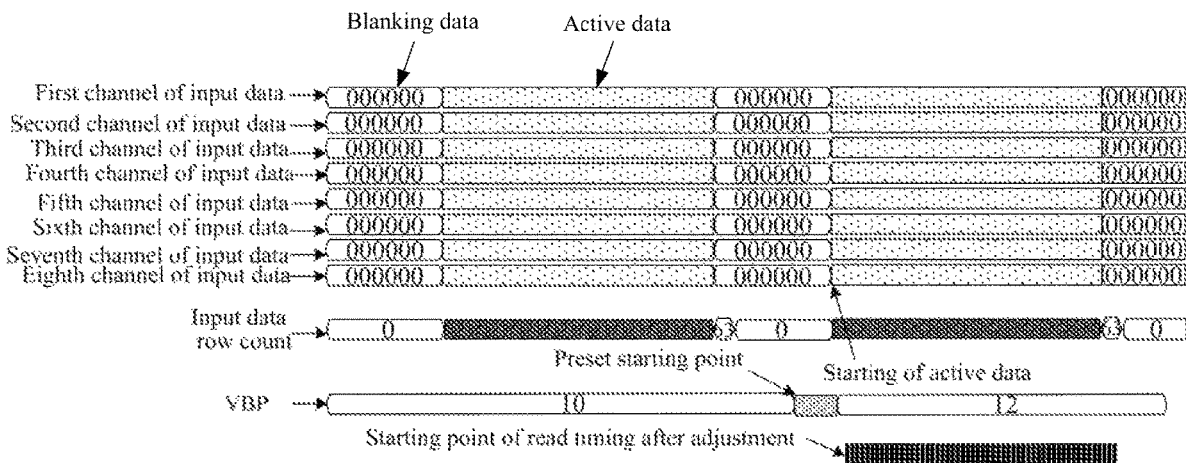 Blanking data Active data
First channel of input data 000000 000000 000000
Second channel of input data 000000 000000 000000
Third channel of input data 000000 000000 000000
Fourth channel of input data 000000 000000 000000
Fifth channel of input data 000000 000000 000000
Sixth channel of input data 000000 000000 000000
Seventh channel of input data 000000 000000 000000
Eighth channel of input data 000000 000000 000000
Input data
row count 0 63 0 63 0
Preset starting point
Starting of active data
VBP 10 12
Starting point of read timing after adjustment